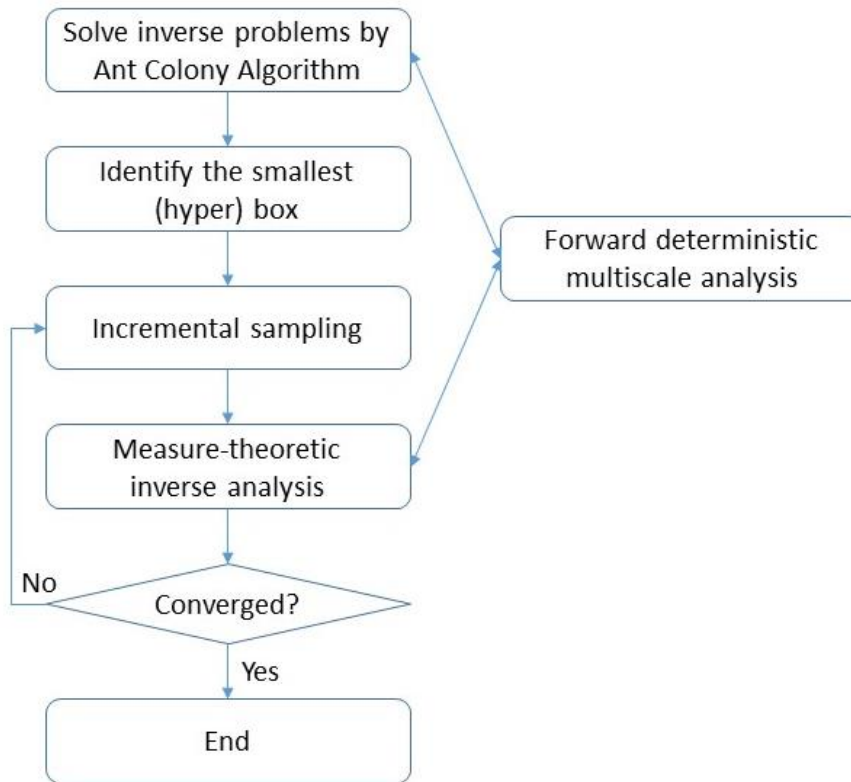 Solve inverse problems by
Ant Colony Algorithm
Identify the smallest
(hyper) box
Forward deterministic
multiscale analysis
Incremental sampling
Measure-theoretic
inverse analysis
No
Converged?
Yes
End